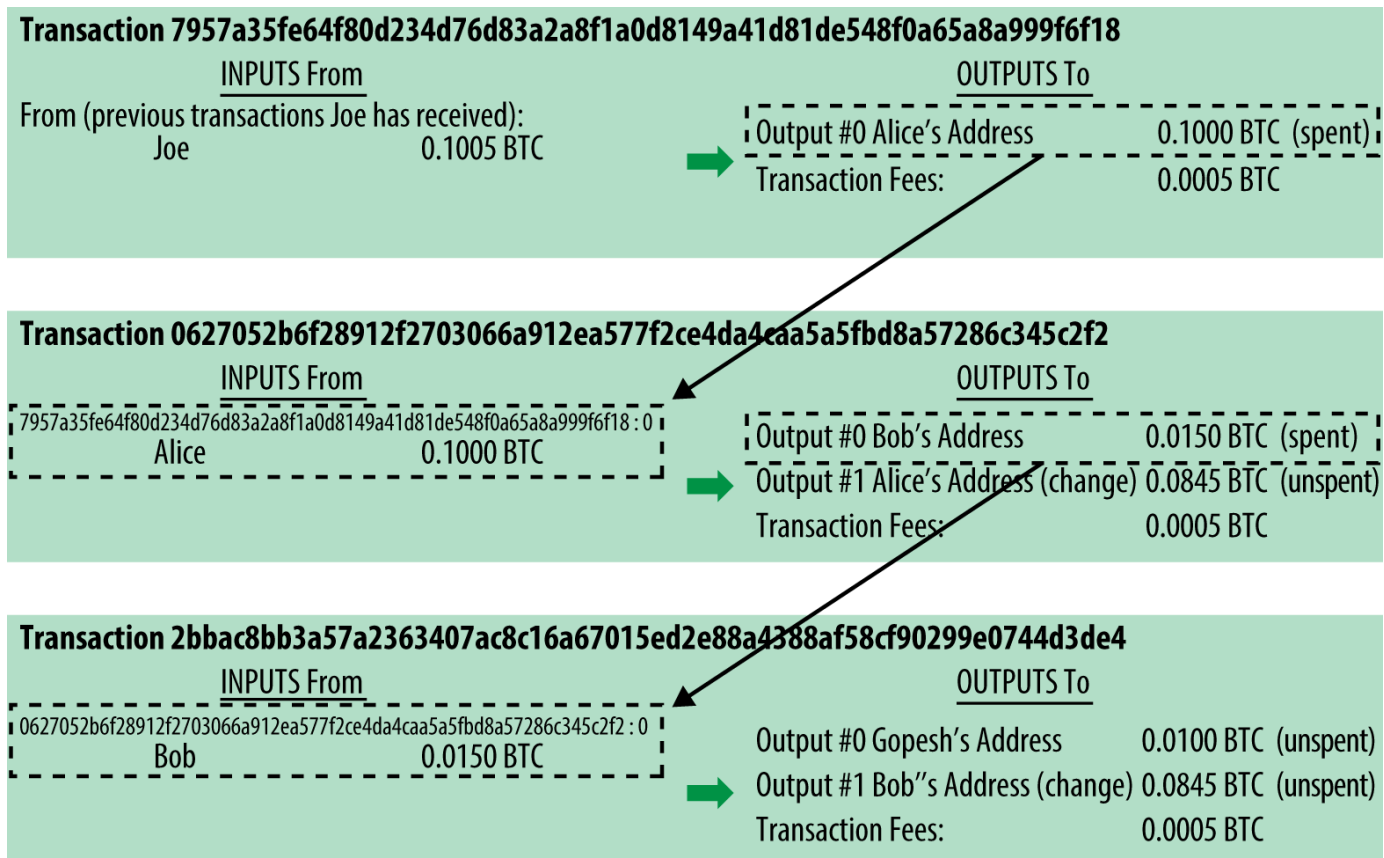 Transaction 7957a35fe64f80d234d76d83a2a8f1a0d8149a41d81de548f0a65a8a999f6f18
INPUTS From
OUTPUTS To
From (previous transactions Joe has received):
Joe 0.1005 BTC
Output #0 Alice’s Address 0.1000 BTC (spent)
Transaction Fees: 0.0005 BTC
Transaction 0627052b6f28912f2703066a912ea577f2ce4da4caa5a5fbd8a57286c345c2f2
INPUTS From
OUTPUTS To
7957a35fe64f80d234d76d83a2a8f1a0d8149a41d81de548f0a65a8a999f6f18 : 0
Alice 0.1000 BTC
Output #0 Bob’s Address 0.0150 BTC (spent)
Output #1 Alice’s Address (change) 0.0845 BTC (unspent)
Transaction Fees: 0.0005 BTC
Transaction 2bbac8bb3a57a2363407ac8c16a67015ed2e88a4388af58cf90299e0744d3de4
INPUTS From
OUTPUTS To
0627052b6f28912f2703066a912ea577f2ce4da4caa5a5fbd8a57286c345c2f2 : 0
Bob 0.0150 BTC
Output #0 Gopesh’s Address 0.0100 BTC (unspent)
Output #1 Bob’’s Address (change) 0.0845 BTC (unspent)
Transaction Fees: 0.0005 BTC